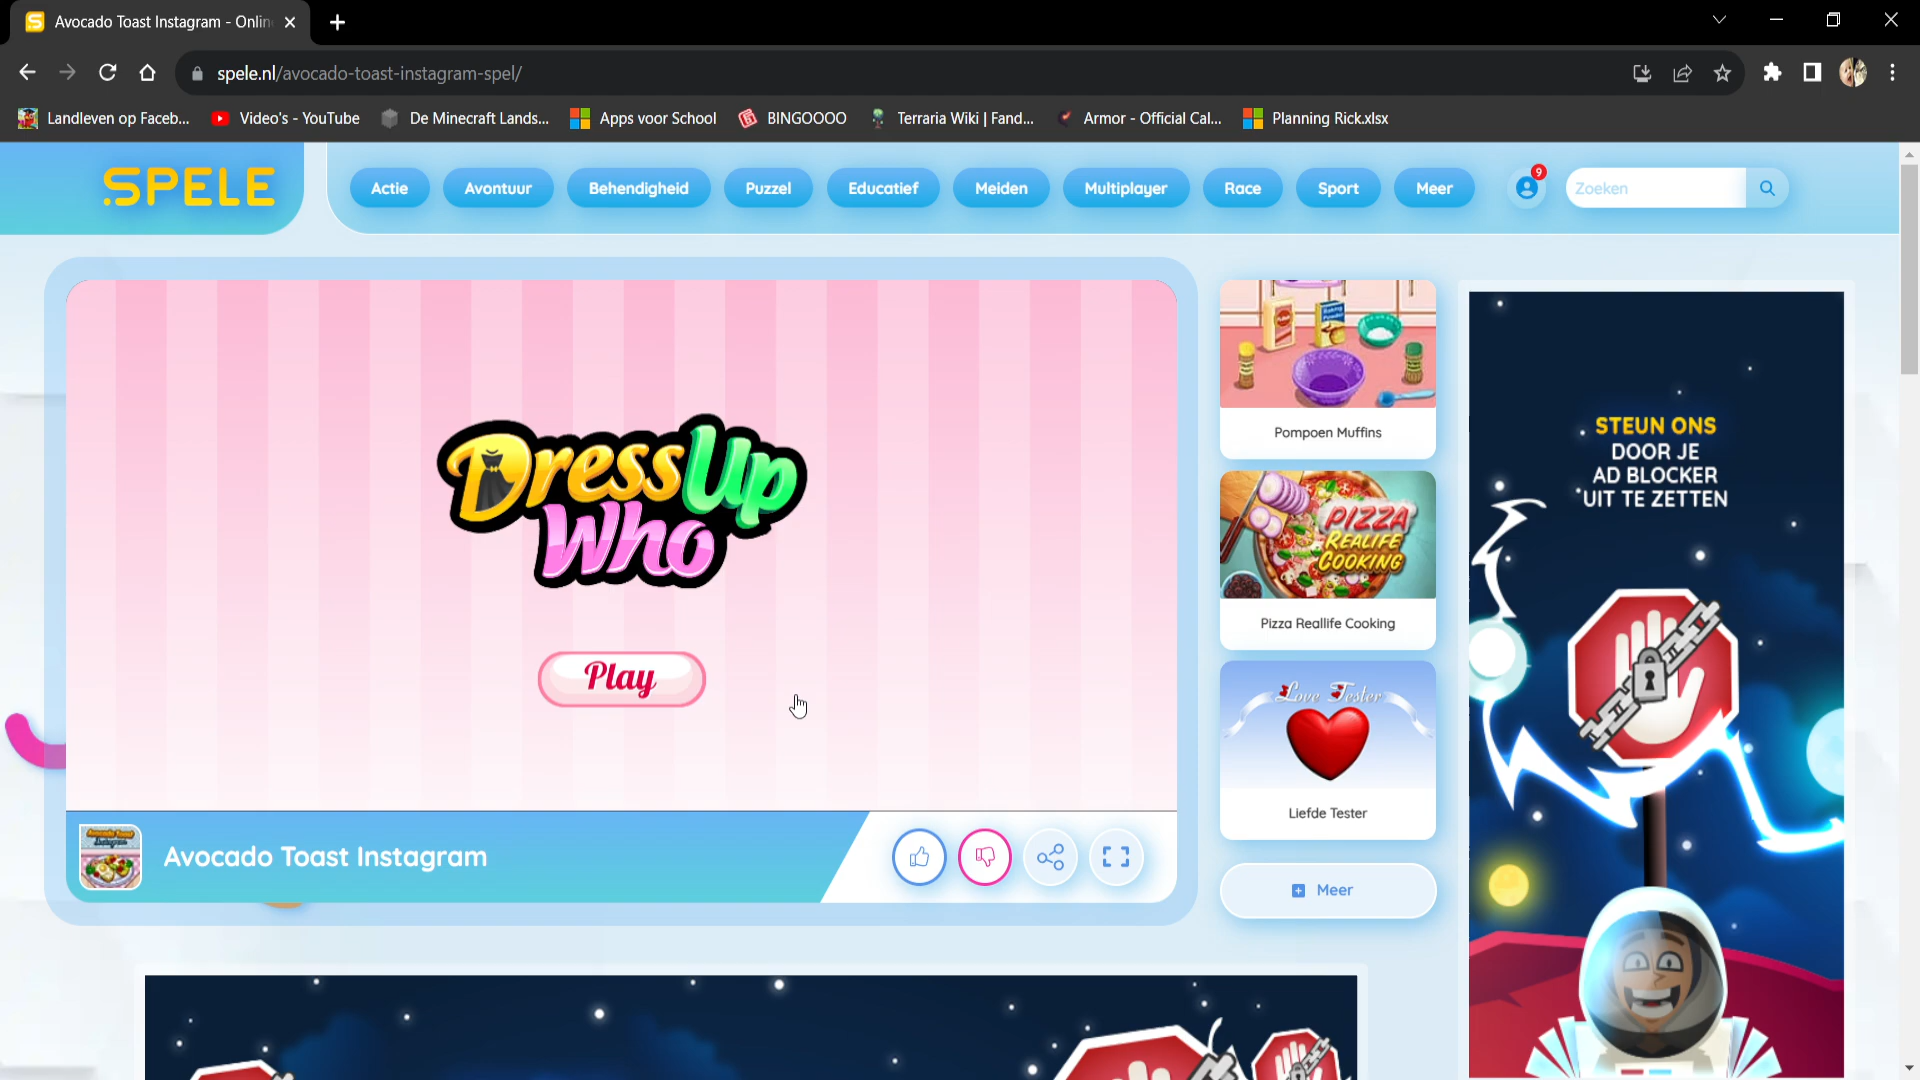 Avocado Toast Instagram - Onlin
spele.nl/avocado-toast-instagram-spel/
Landleven op Faceb...
Video's - YouTube
De Minecraft Lands...
Apps voor School
BINGOOOO
Terraria Wiki | Fand...
Armor - Official Cal...
Planning Rick.xlsx
.SPELE
Actie
Avontuur
Behendigheid
Puzzel
Educatief
Meiden
Multiplayer
Race
Sport
Meer
9
Zoeken
DressUp
Who
Play
Avocado Toast Instagram
Pompoen Muffins
PIZZA
REALIFE
COOKING
Pizza Reallife Cooking
Love Tester
Liefde Tester
Meer
STEUN ONS
DOOR JE
AD BLOCKER
UIT TE ZETTEN